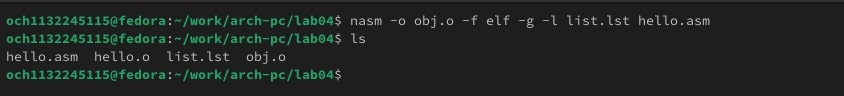 och1132245115@fedora:~/work/arch-pc/lab04$ nasm -o obj.o -f elf -g -l list.lst hello.asm
och1132245115@fedora:~/work/arch-pc/lab04$ ls
hello.asm  hello.o  list.lst  obj.o
och1132245115@fedora:~/work/arch-pc/lab04$